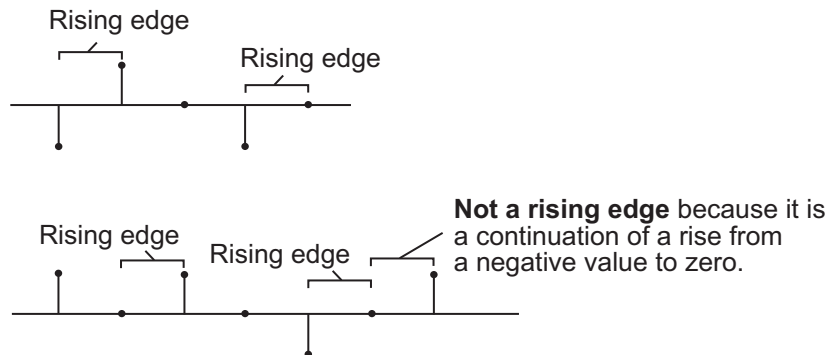 Rising edge
Rising edge
Not a rising edge because it is
a continuation of a rise from
a negative value to zero.
Rising edge
Rising edge